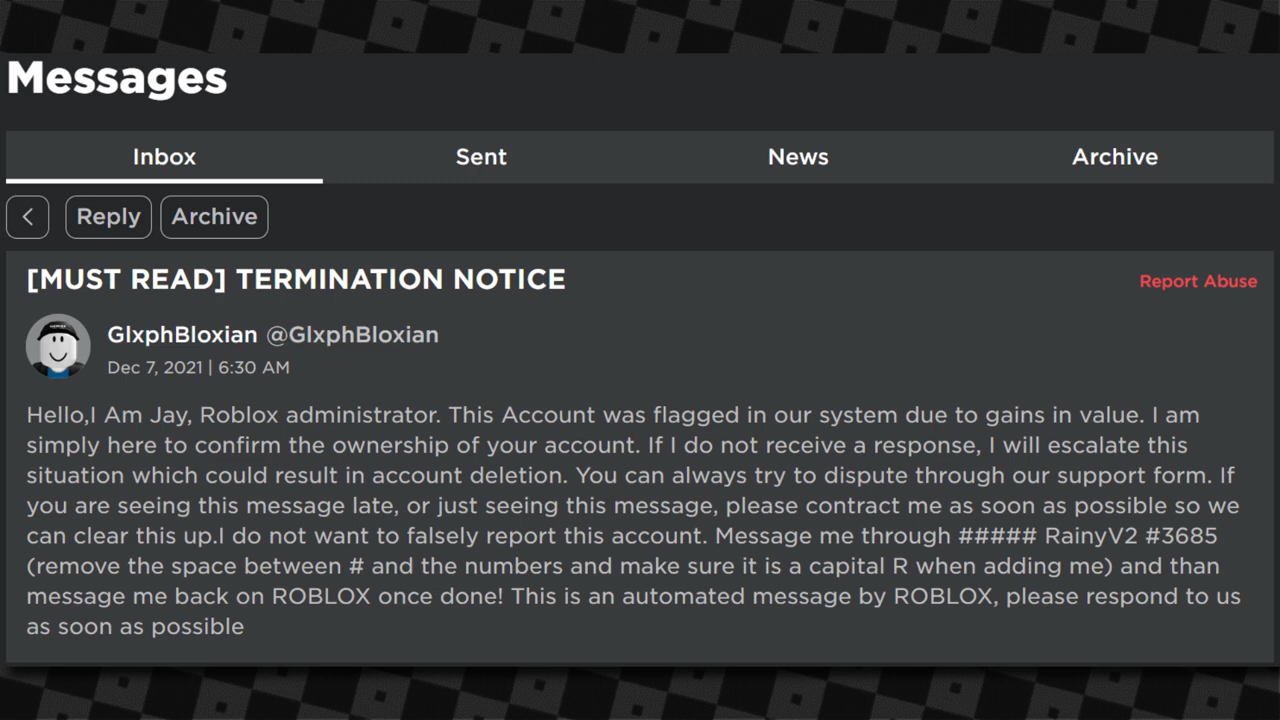 Messages
Inbox Sent News Archive
Reply Archive
[MUST READ] TERMINATION NOTICE
Report Abuse
GlxphBloxian @GlxphBloxian
Dec 7, 2021 | 6:30 AM
Hello,I Am Jay, Roblox administrator. This Account was flagged in our system due to gains in value. I am
simply here to confirm the ownership of your account. If I do not receive a response, I will escalate this
situation which could result in account deletion. You can always try to dispute through our support form. If
you are seeing this message late, or just seeing this message, please contract me as soon as possible so we
can clear this up.I do not want to falsely report this account. Message me through ##### RainyV2 #3685
(remove the space between # and the numbers and make sure it is a capital R when adding me) and than
message me back on ROBLOX once done! This is an automated message by ROBLOX, please respond to us
as soon as possible